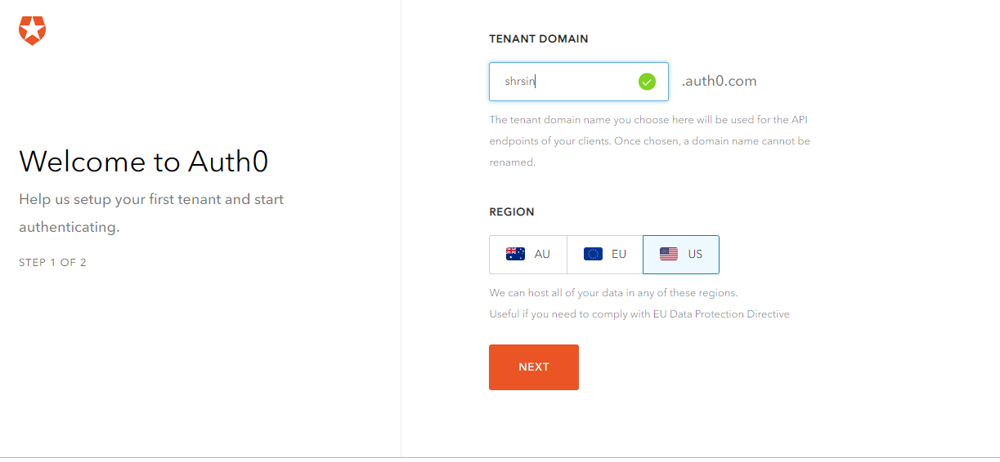 Welcome to Auth0
Help us setup your first tenant and start
authenticating.
STEP 1 OF 2
TENANT DOMAIN
shrsin .auth0.com
The tenant domain name you choose here will be used for the API
endpoints of your clients. Once chosen, a domain name cannot be
renamed.
REGION
AU EU US
We can host all of your data in any of these regions.
Useful if you need to comply with EU Data Protection Directive
NEXT